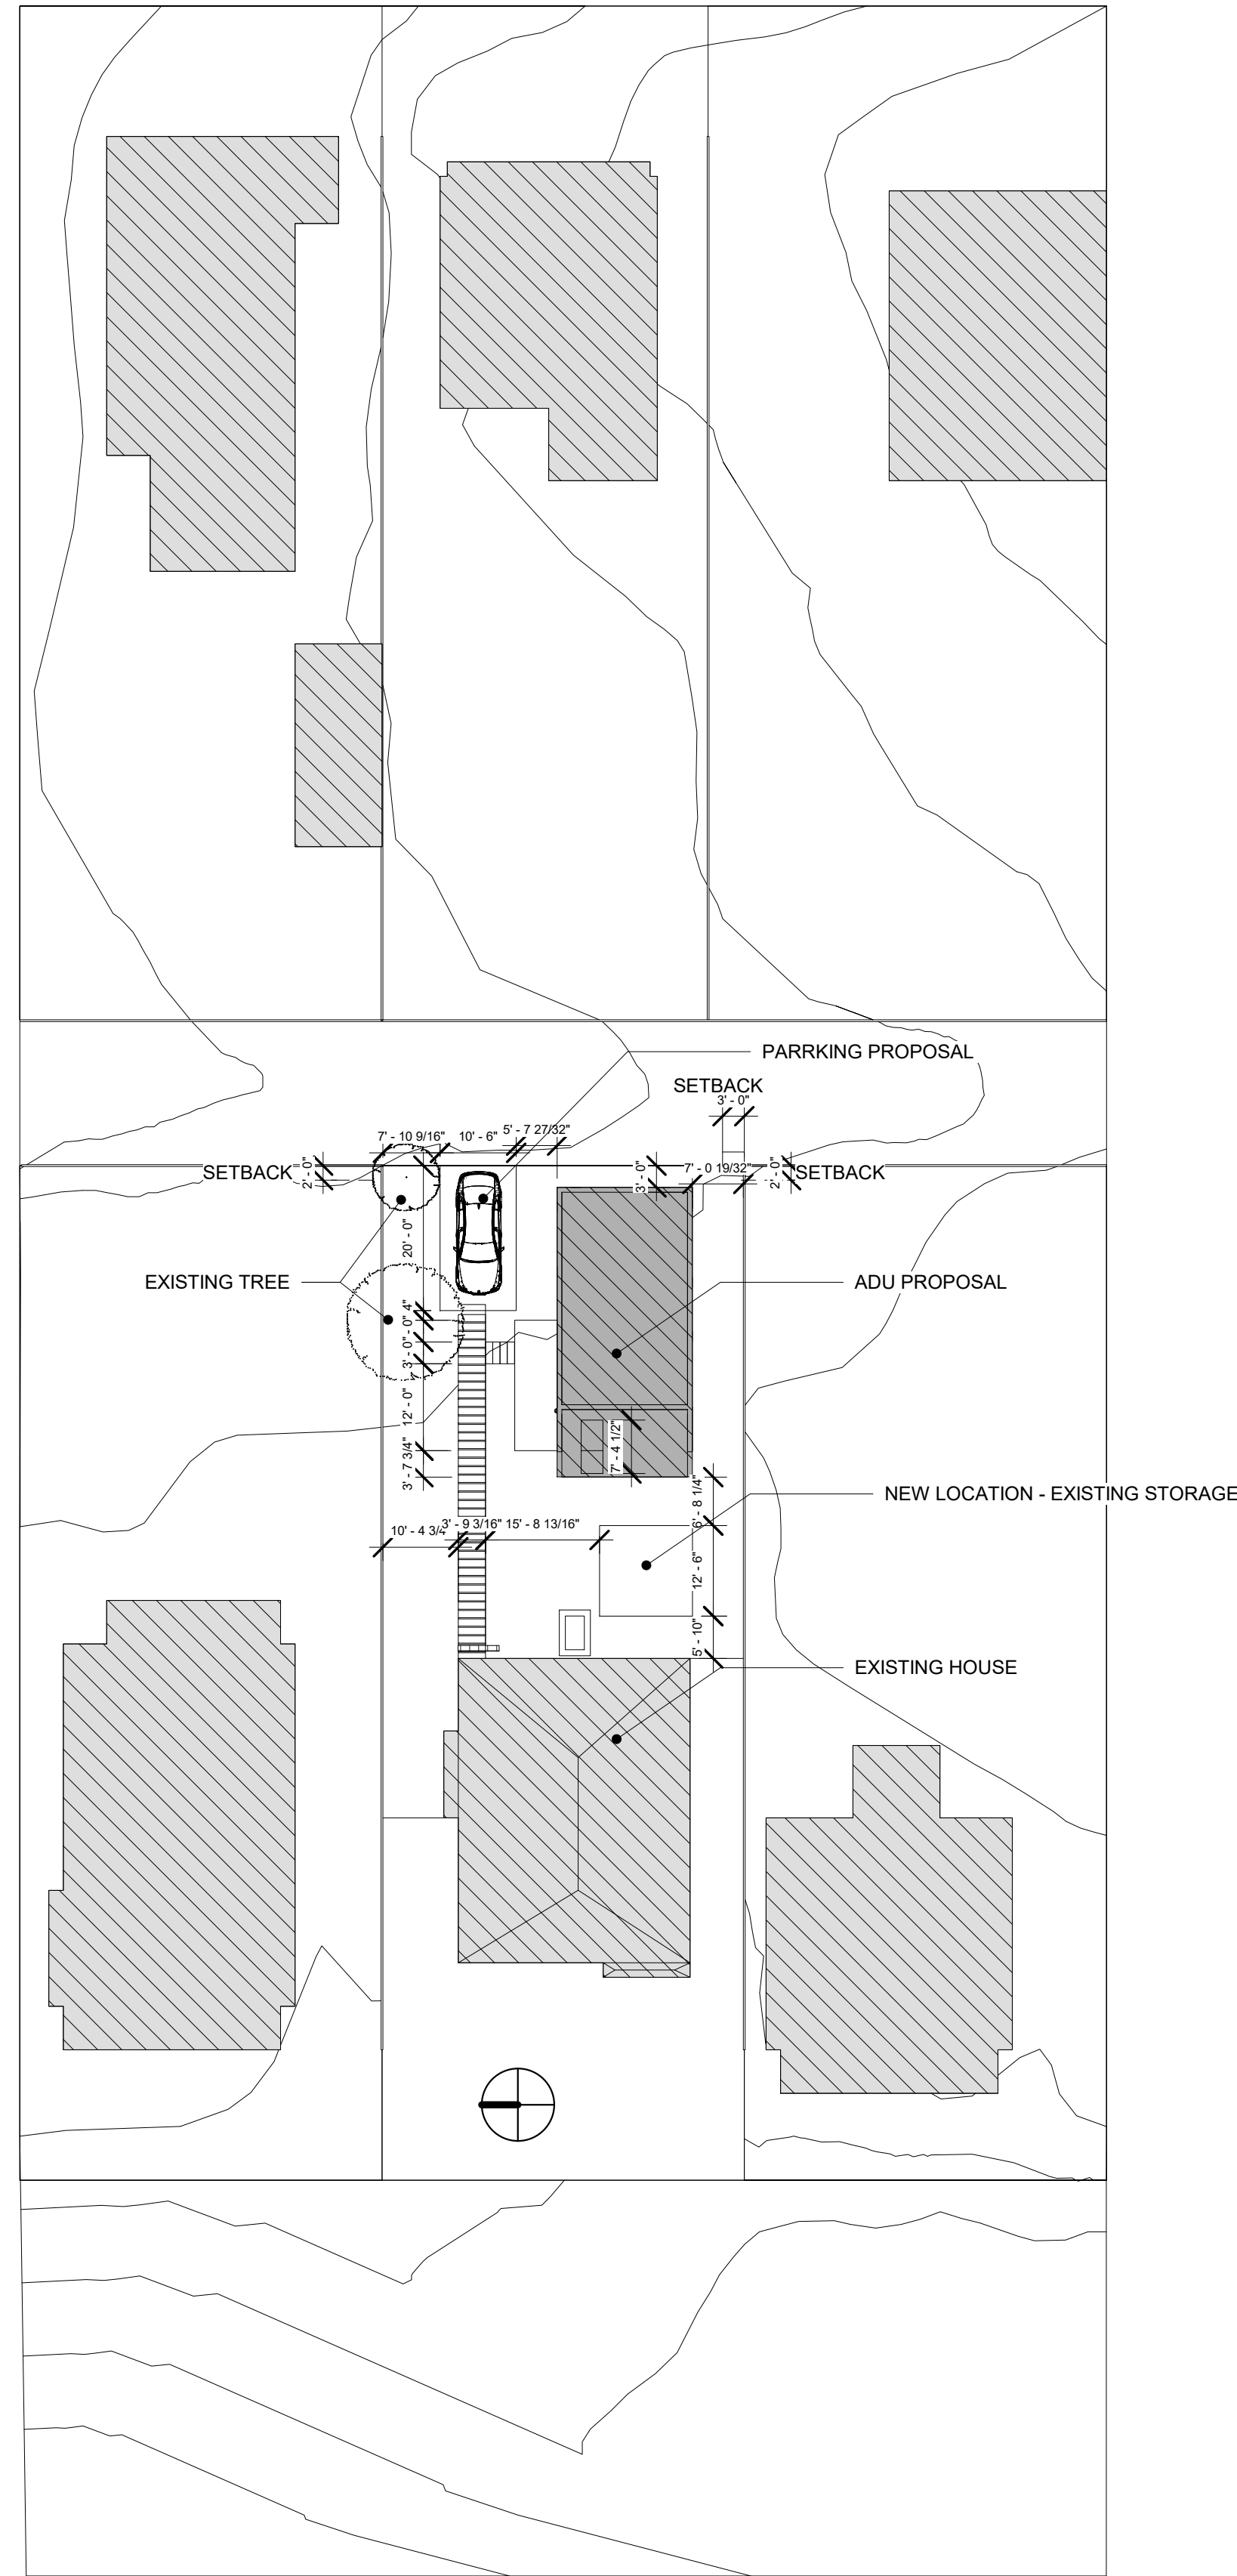 PARRKING PROPOSAL
SETBACK
3' - 0"
7' - 10 9/16"
10' - 6"
5' - 7 27/32"
SETBACK
2' - 0"
3' - 0"
7' - 0 19/32"
2' - 0"
SETBACK
20' - 0"
EXISTING TREE
ADU PROPOSAL
4"
3' - 0"
12' - 0"
3' - 7 3/4"
7' - 4 1/2"
6' - 8 1/4"
NEW LOCATION - EXISTING STORAGE
10' - 4 3/4
3' - 9 3/16"
15' - 8 13/16"
12' - 6"
5' - 10"
EXISTING HOUSE